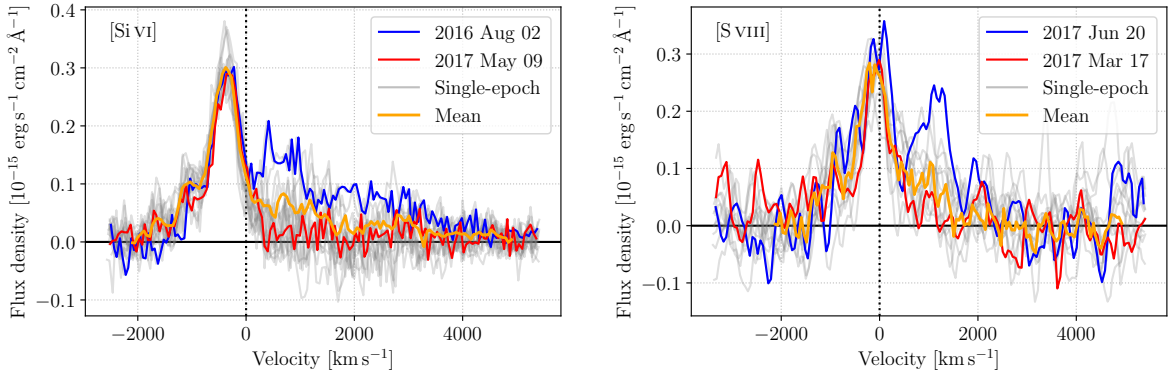 [Si VI]
2016 Aug 02
2017 May 09
Single-epoch
Mean
0.4
0.3
0.2
0.1
0.0
−0.1
Flux density [10⁻¹⁵ erg s⁻¹ cm⁻² Å⁻¹]
−2000 0 2000 4000
Velocity [km s⁻¹]
[S VIII]
2017 Jun 20
2017 Mar 17
Single-epoch
Mean
0.3
0.2
0.1
0.0
−0.1
Flux density [10⁻¹⁵ erg s⁻¹ cm⁻² Å⁻¹]
−2000 0 2000 4000
Velocity [km s⁻¹]